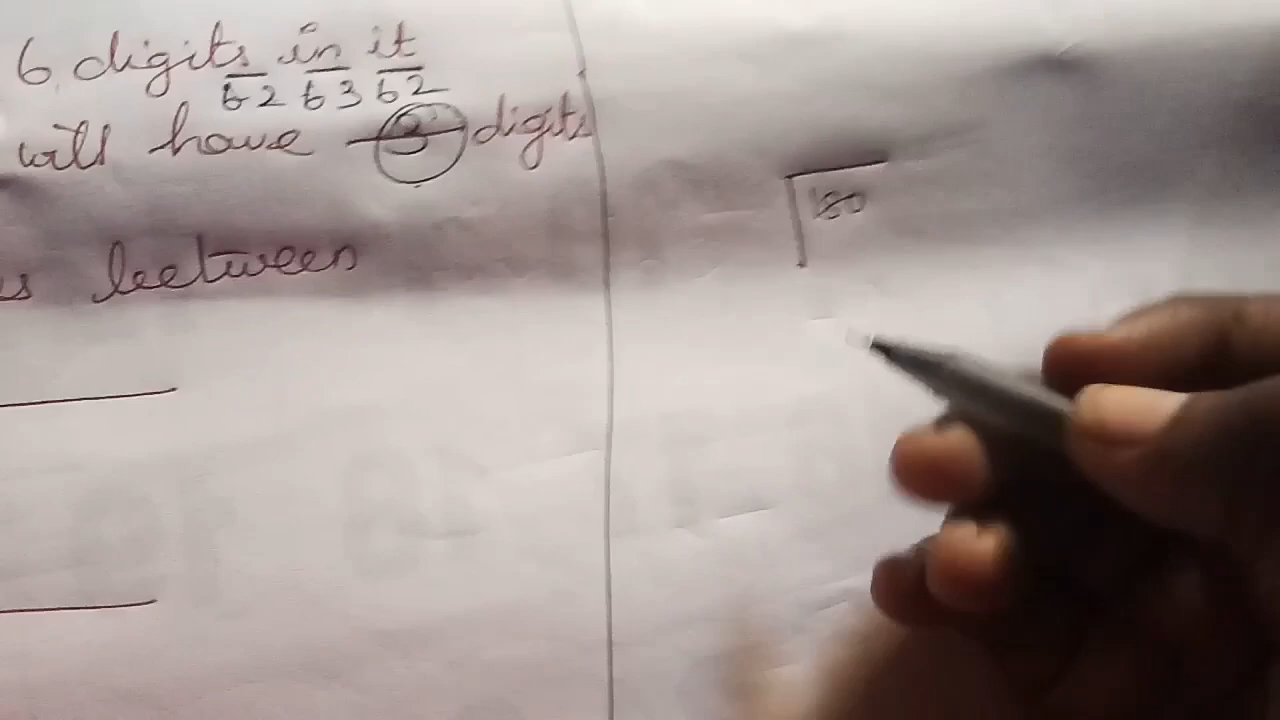 6 digits in it
62 63 62
will have 3 digits
s between
180